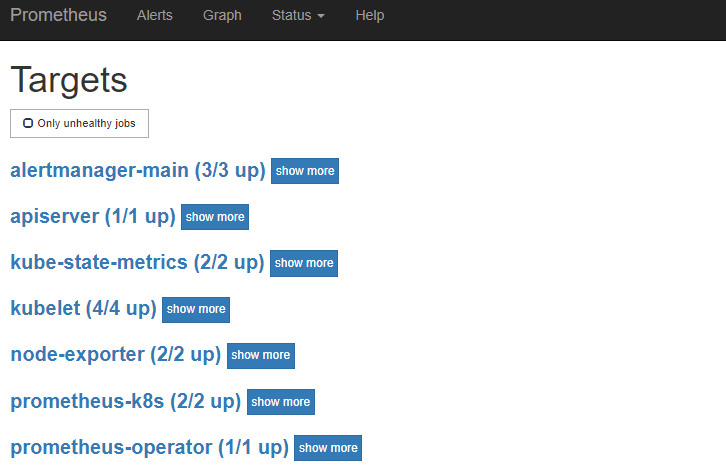 Prometheus Alerts Graph Status Help
Targets
Only unhealthy jobs
alertmanager-main (3/3 up) show more
apiserver (1/1 up) show more
kube-state-metrics (2/2 up) show more
kubelet (4/4 up) show more
node-exporter (2/2 up) show more
prometheus-k8s (2/2 up) show more
prometheus-operator (1/1 up) show more